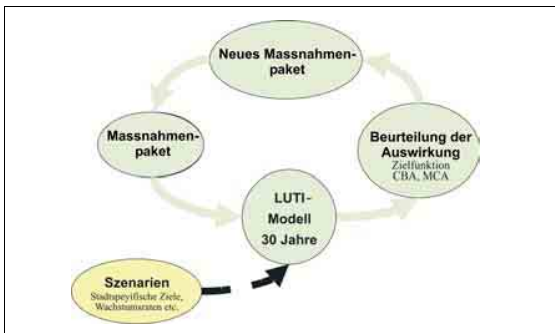 Neues Massnahmen-
paket
Massnahmen-
paket
Beurteilung der
Auswirkung
Zielfunktion
CBA, MCA
LUTI-
Modell
30 Jahre
Szenarien
Stadtspeyifische Ziele,
Wachstumsraten etc.